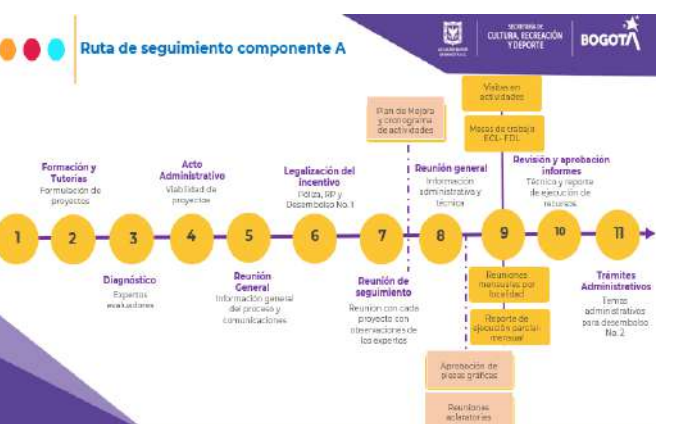 Ruta de seguimiento componente A
SECRETARÍA DE
CULTURA, RECREACIÓN
Y DEPORTE
BOGOTÁ
Visitas en
actividades
Mesas de trabajo
ECL- FDL
Plan de Mejora
y cronograma
de actividades
Formación y
Tutorías
Formulación de
proyectos
Acto
Administrativo
Viabilidad de
proyectos
Legalización del
incentivo
Póliza, RP y
Desembolso No. 1
Reunión general
Información
administrativa y
técnica
Revisión y aprobación
informes
Técnico y reporte
de ejecución de
recursos.
1
2
3
4
5
6
7
8
9
10
11
Diagnóstico
Expertos
evaluadores
Reunión
General
Información general
del proceso y
comunicaciones
Reunión de
seguimiento
Reunión con cada
proyecto con
observaciones de
los expertos
Reuniones
mensuales por
localidad
Reporte de
ejecución parcial
mensual
Trámites
Administrativos
Temas
administrativos
para desembolso
No. 2
Aprobación de
piezas gráficas
Reuniones
aclaratorias